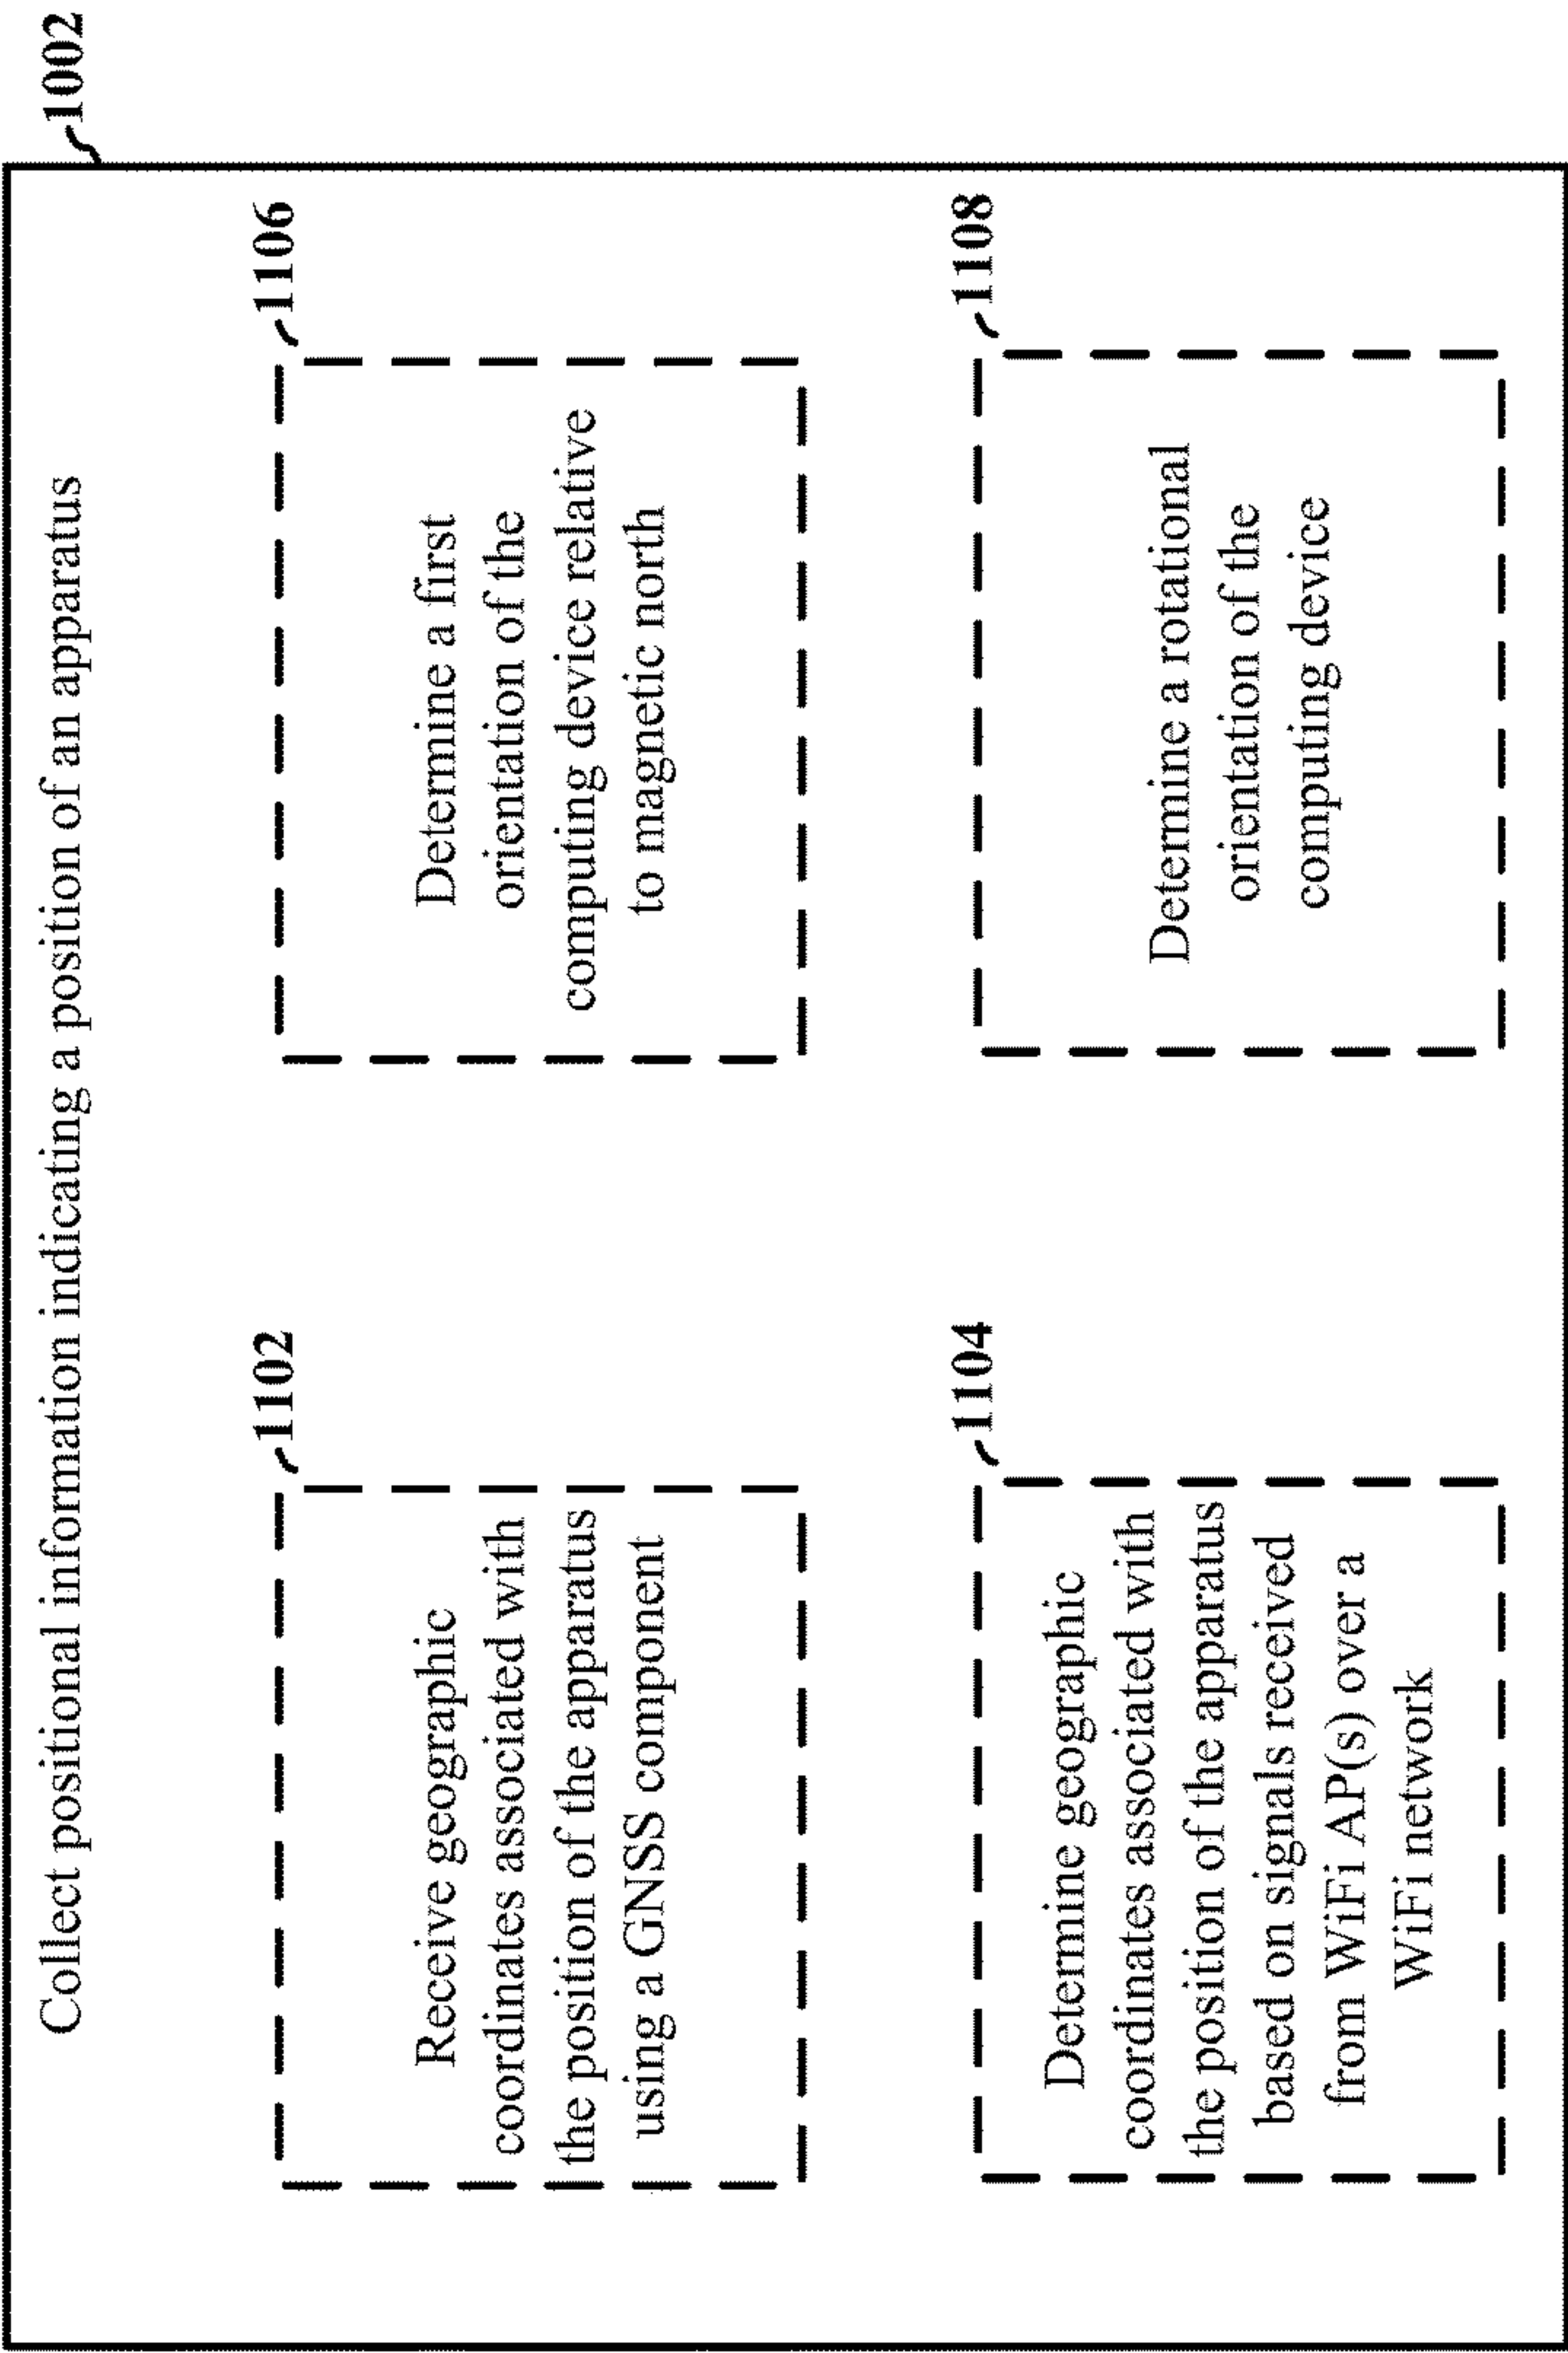 1002
Collect positional information indicating a position of an apparatus
1102
Receive geographic
coordinates associated with
the position of the apparatus
using a GNSS component
1106
Determine a first
orientation of the
computing device relative
to magnetic north
1104
Determine geographic
coordinates associated with
the position of the apparatus
based on signals received
from WiFi AP(s) over a
WiFi network
1108
Determine a rotational
orientation of the
computing device